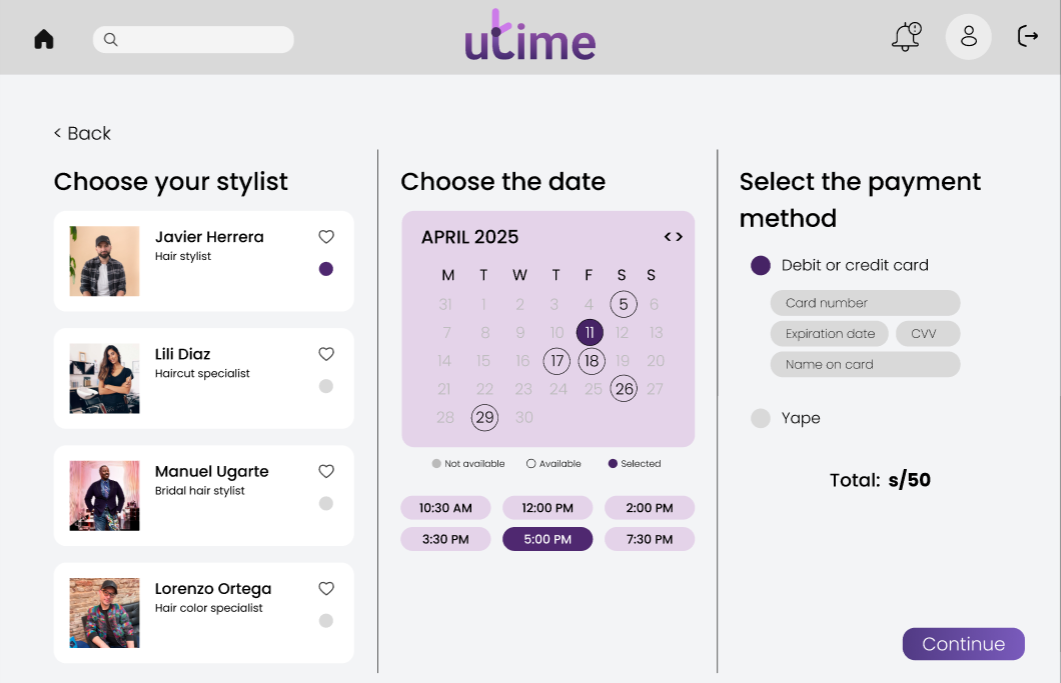 utime
< Back
Choose your stylist
Javier Herrera
Hair stylist
Lili Diaz
Haircut specialist
Manuel Ugarte
Bridal hair stylist
Lorenzo Ortega
Hair color specialist
Choose the date
APRIL 2025 < >
M T W T F S S
31 1 2 3 4 5 6
7 8 9 10 11 12 13
14 15 16 17 18 19 20
21 22 23 24 25 26 27
28 29 30
Not available Available Selected
10:30 AM 12:00 PM 2:00 PM
3:30 PM 5:00 PM 7:30 PM
Select the payment
method
Debit or credit card
Card number
Expiration date CVV
Name on card
Yape
Total: s/50
Continue